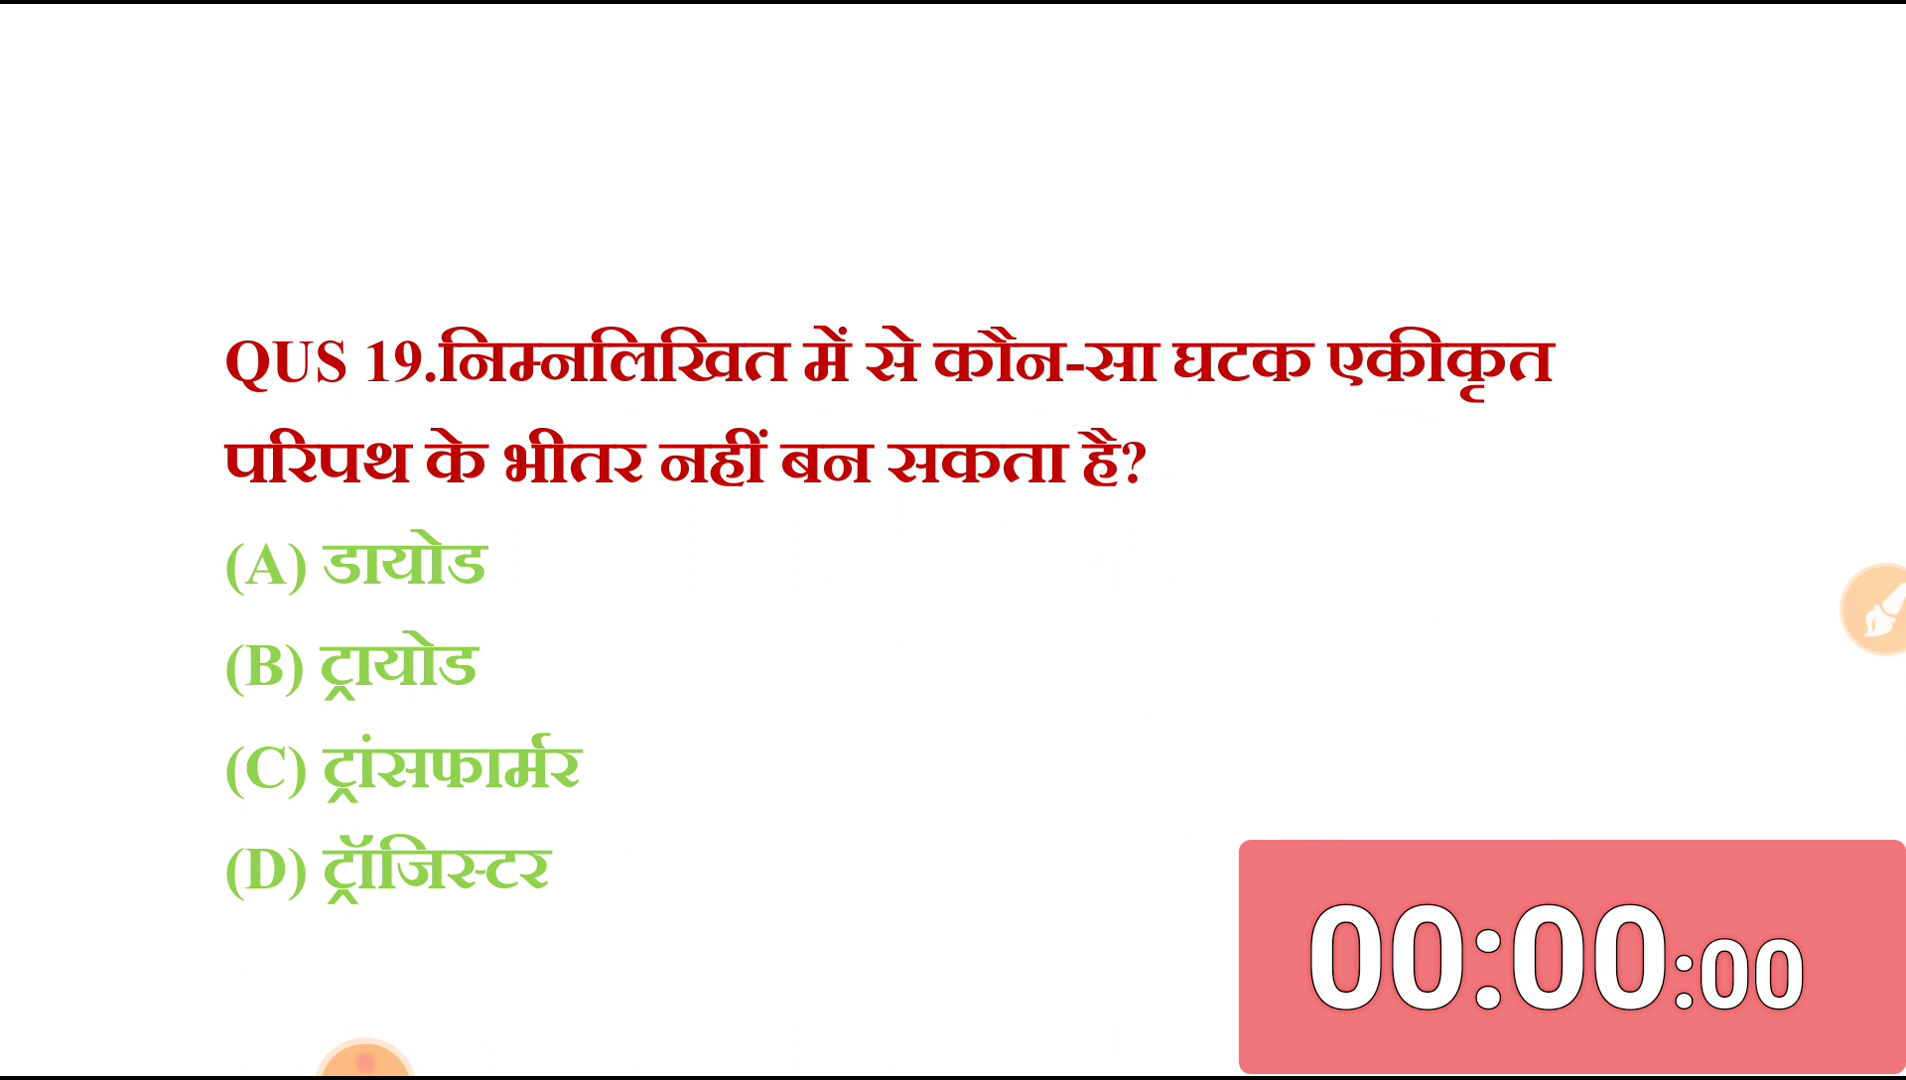 QUS 19.निम्नलिखित में से कौन-सा घटक एकीकृत
परिपथ के भीतर नहीं बन सकता है?
(A) डायोड
(B) ट्रायोड
(C) ट्रांसफार्मर
(D) ट्रॉजिस्टर
00:00:00